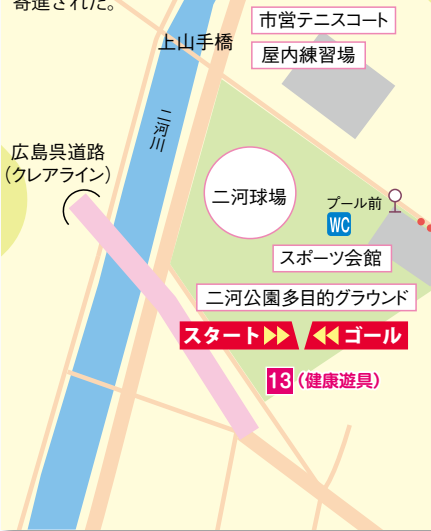 寄進された。
市営テニスコート
上山手橋
屋内練習場
二河川
広島呉道路
(クレアライン)
二河球場
プール前
WC
スポーツ会館
二河公園多目的グラウンド
スタート
ゴール
13(健康遊具)